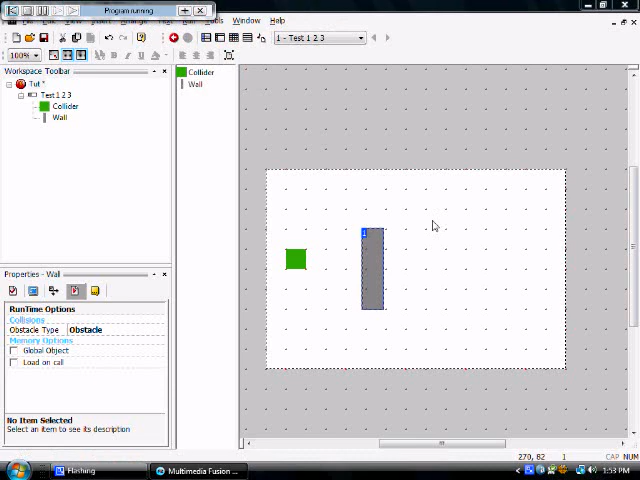 Program running
Window Help
1 - Test 1 2 3
100%
Workspace Toolbar
Tut *
Test 1 2 3
Collider
Wall
Collider
Wall
1
Properties - Wall
RunTime Options
Collisions
Obstacle Type Obstacle
Memory Options
Global Object
Load on call
No Item Selected
Select an item to see its description
270, 82 1 CAP NUM
Flashing
Multimedia Fusion ...
1:53 PM